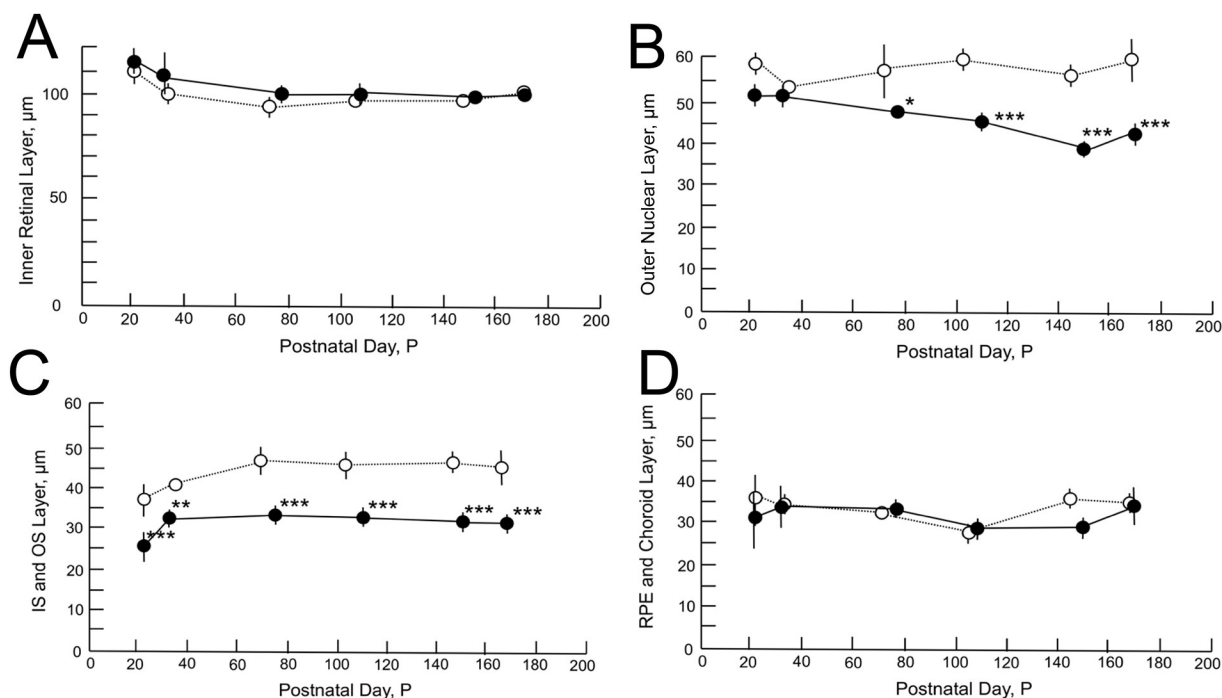 A
Inner Retinal Layer, µm
100
50
0
0 20 40 60 80 100 120 140 160 180 200
Postnatal Day, P
B
Outer Nuclear Layer, µm
60
50
40
30
20
10
0
* *** *** ***
0 20 40 60 80 100 120 140 160 180 200
Postnatal Day, P
C
IS and OS Layer, µm
60
50
40
30
20
10
0
*** ** *** *** *** ***
0 20 40 60 80 100 120 140 160 180 200
Postnatal Day, P
D
RPE and Choroid Layer, µm
60
50
40
30
20
10
0
0 20 40 60 80 100 120 140 160 180 200
Postnatal Day, P